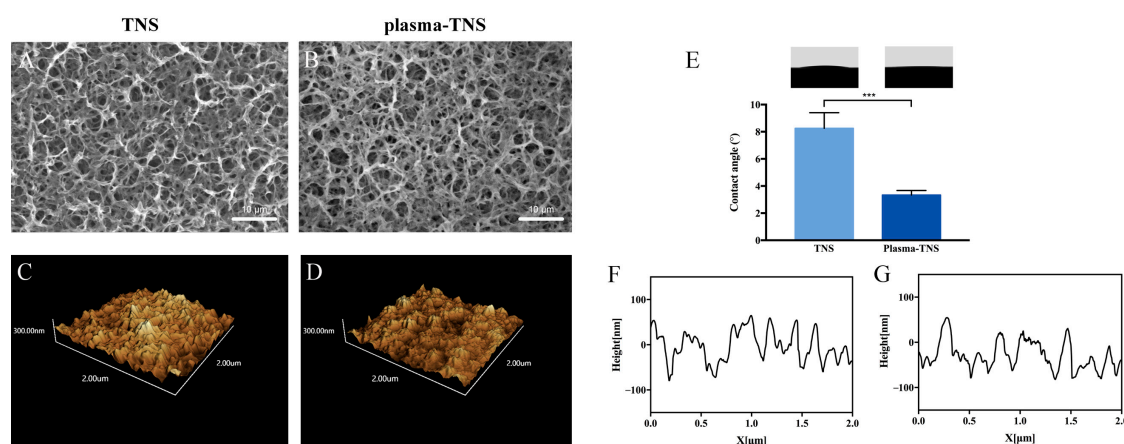 TNS
plasma-TNS
A
10 μm
B
10 μm
C
300.00nm
2.00um
2.00um
D
300.00nm
2.00um
2.00um
E
***
Contact angle (°)
10
8
6
4
2
0
TNS
Plasma-TNS
F
Height[nm]
100
0
−100
0.0
0.5
1.0
1.5
2.0
X[μm]
G
Height[nm]
100
0
−100
0.0
0.5
1.0
1.5
2.0
X[μm]